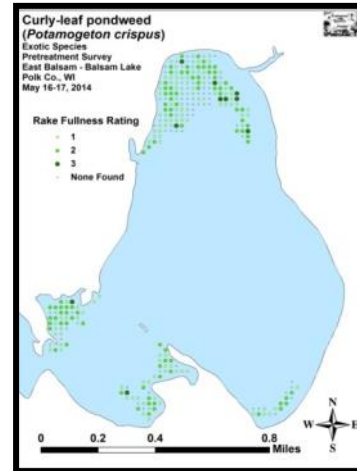 Curly-leaf pondweed
(Potamogeton crispus)
Exotic Species
Pretreatment Survey
East Balsam - Balsam Lake
Polk Co., WI
May 16-17, 2014
Rake Fullness Rating
1
2
3
None Found
N
W E
S
0 0.2 0.4 0.8
Miles